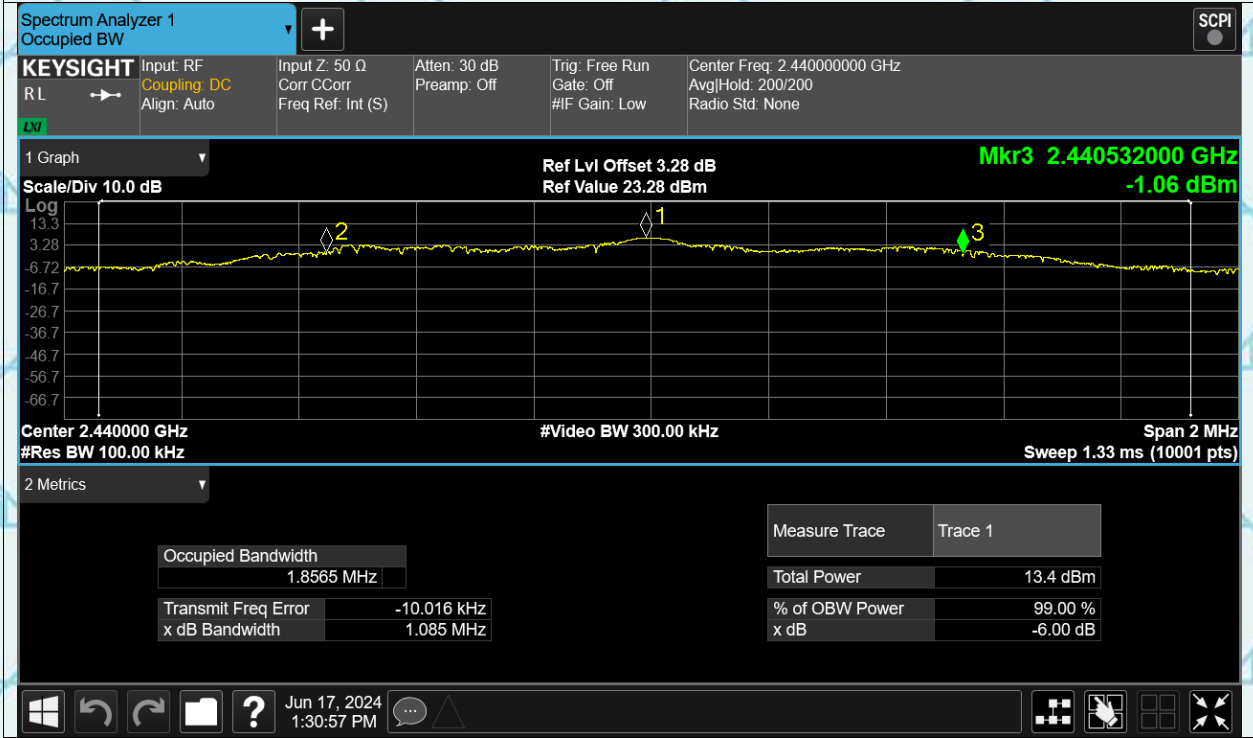 Spectrum Analyzer 1
Occupied BW
+
SCPI
KEYSIGHT
R L
LXI
Input: RF
Coupling: DC
Align: Auto
Input Z: 50 Ω
Corr CCorr
Freq Ref: Int (S)
Atten: 30 dB
Preamp: Off
Trig: Free Run
Gate: Off
#IF Gain: Low
Center Freq: 2.440000000 GHz
Avg|Hold: 200/200
Radio Std: None
1 Graph
Scale/Div 10.0 dB
Ref Lvl Offset 3.28 dB
Ref Value 23.28 dBm
Mkr3 2.440532000 GHz
-1.06 dBm
Log
13.3
3.28
-6.72
-16.7
-26.7
-36.7
-46.7
-56.7
-66.7
2
1
3
Center 2.440000 GHz
#Video BW 300.00 kHz
Span 2 MHz
#Res BW 100.00 kHz
Sweep 1.33 ms (10001 pts)
2 Metrics
Occupied Bandwidth
1.8565 MHz
Transmit Freq Error -10.016 kHz
x dB Bandwidth 1.085 MHz
Measure Trace Trace 1
Total Power 13.4 dBm
% of OBW Power 99.00 %
x dB -6.00 dB
?
Jun 17, 2024
1:30:57 PM